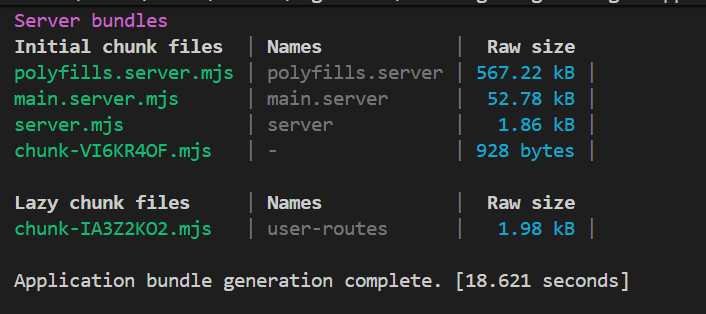 Server bundles
Initial chunk files | Names | Raw size
polyfills.server.mjs | polyfills.server | 567.22 kB |
main.server.mjs | main.server | 52.78 kB |
server.mjs | server | 1.86 kB |
chunk-VI6KR4OF.mjs | - | 928 bytes |
Lazy chunk files | Names | Raw size
chunk-IA3Z2KO2.mjs | user-routes | 1.98 kB |
Application bundle generation complete. [18.621 seconds]